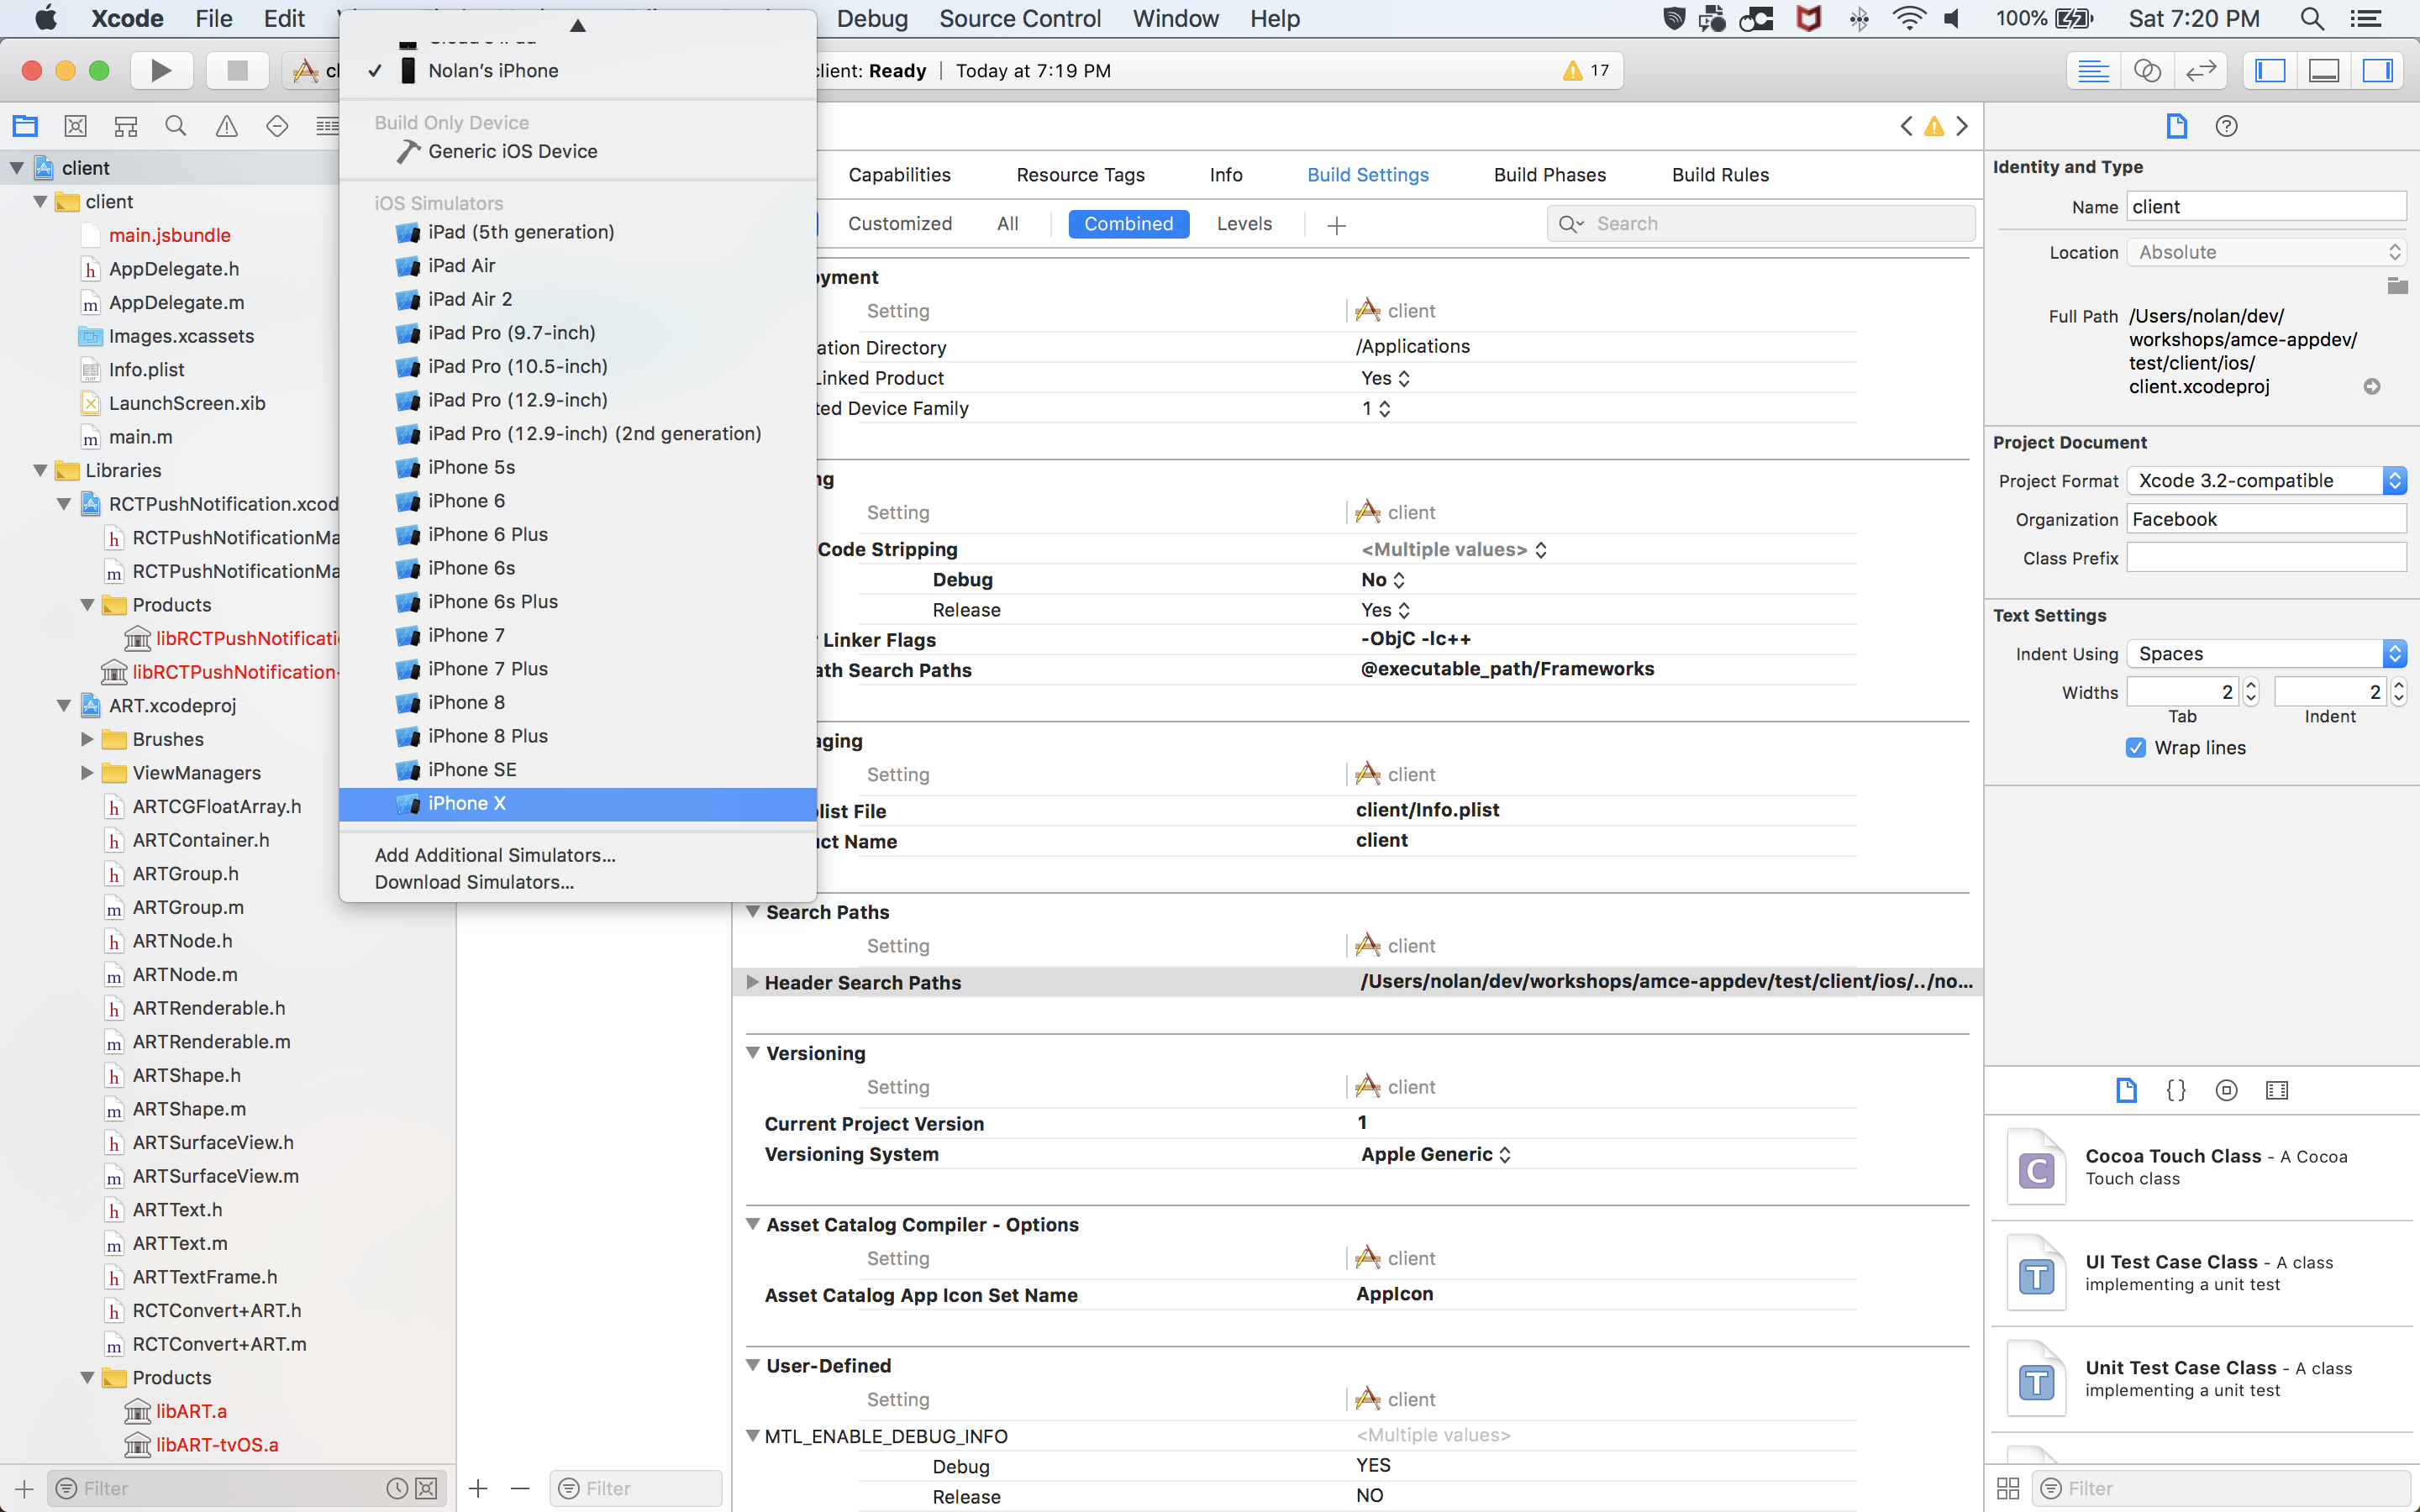 Xcode File Edit Debug Source Control Window Help 100% Sat 7:20 PM
Nolan's iPhone
client: Ready | Today at 7:19 PM 17
Build Only Device
Generic iOS Device
iOS Simulators
iPad (5th generation)
iPad Air
iPad Air 2
iPad Pro (9.7-inch)
iPad Pro (10.5-inch)
iPad Pro (12.9-inch)
iPad Pro (12.9-inch) (2nd generation)
iPhone 5s
iPhone 6
iPhone 6 Plus
iPhone 6s
iPhone 6s Plus
iPhone 7
iPhone 7 Plus
iPhone 8
iPhone 8 Plus
iPhone SE
iPhone X
Add Additional Simulators...
Download Simulators...
client
client
main.jsbundle
AppDelegate.h
AppDelegate.m
Images.xcassets
Info.plist
LaunchScreen.xib
main.m
Libraries
RCTPushNotification.xcod
RCTPushNotificationMa
RCTPushNotificationMa
Products
libRCTPushNotificati
libRCTPushNotification-
ART.xcodeproj
Brushes
ViewManagers
ARTCGFloatArray.h
ARTContainer.h
ARTGroup.h
ARTGroup.m
ARTNode.h
ARTNode.m
ARTRenderable.h
ARTRenderable.m
ARTShape.h
ARTShape.m
ARTSurfaceView.h
ARTSurfaceView.m
ARTText.h
ARTText.m
ARTTextFrame.h
RCTConvert+ART.h
RCTConvert+ART.m
Products
libART.a
libART-tvOS.a
Filter
Filter
Capabilities Resource Tags Info Build Settings Build Phases Build Rules
Customized All Combined Levels Search
oyment
Setting client
ation Directory /Applications
Linked Product Yes
ted Device Family 1
ng
Setting client
Code Stripping <Multiple values>
Debug No
Release Yes
r Linker Flags -ObjC -lc++
ath Search Paths @executable_path/Frameworks
aging
Setting client
list File client/Info.plist
ct Name client
Search Paths
Setting client
Header Search Paths /Users/nolan/dev/workshops/amce-appdev/test/client/ios/../no...
Versioning
Setting client
Current Project Version 1
Versioning System Apple Generic
Asset Catalog Compiler - Options
Setting client
Asset Catalog App Icon Set Name AppIcon
User-Defined
Setting client
MTL_ENABLE_DEBUG_INFO <Multiple values>
Debug YES
Release NO
Identity and Type
Name client
Location Absolute
Full Path /Users/nolan/dev/
workshops/amce-appdev/
test/client/ios/
client.xcodeproj
Project Document
Project Format Xcode 3.2-compatible
Organization Facebook
Class Prefix
Text Settings
Indent Using Spaces
Widths 2 2
Tab Indent
Wrap lines
Cocoa Touch Class - A Cocoa
Touch class
UI Test Case Class - A class
implementing a unit test
Unit Test Case Class - A class
implementing a unit test
Filter